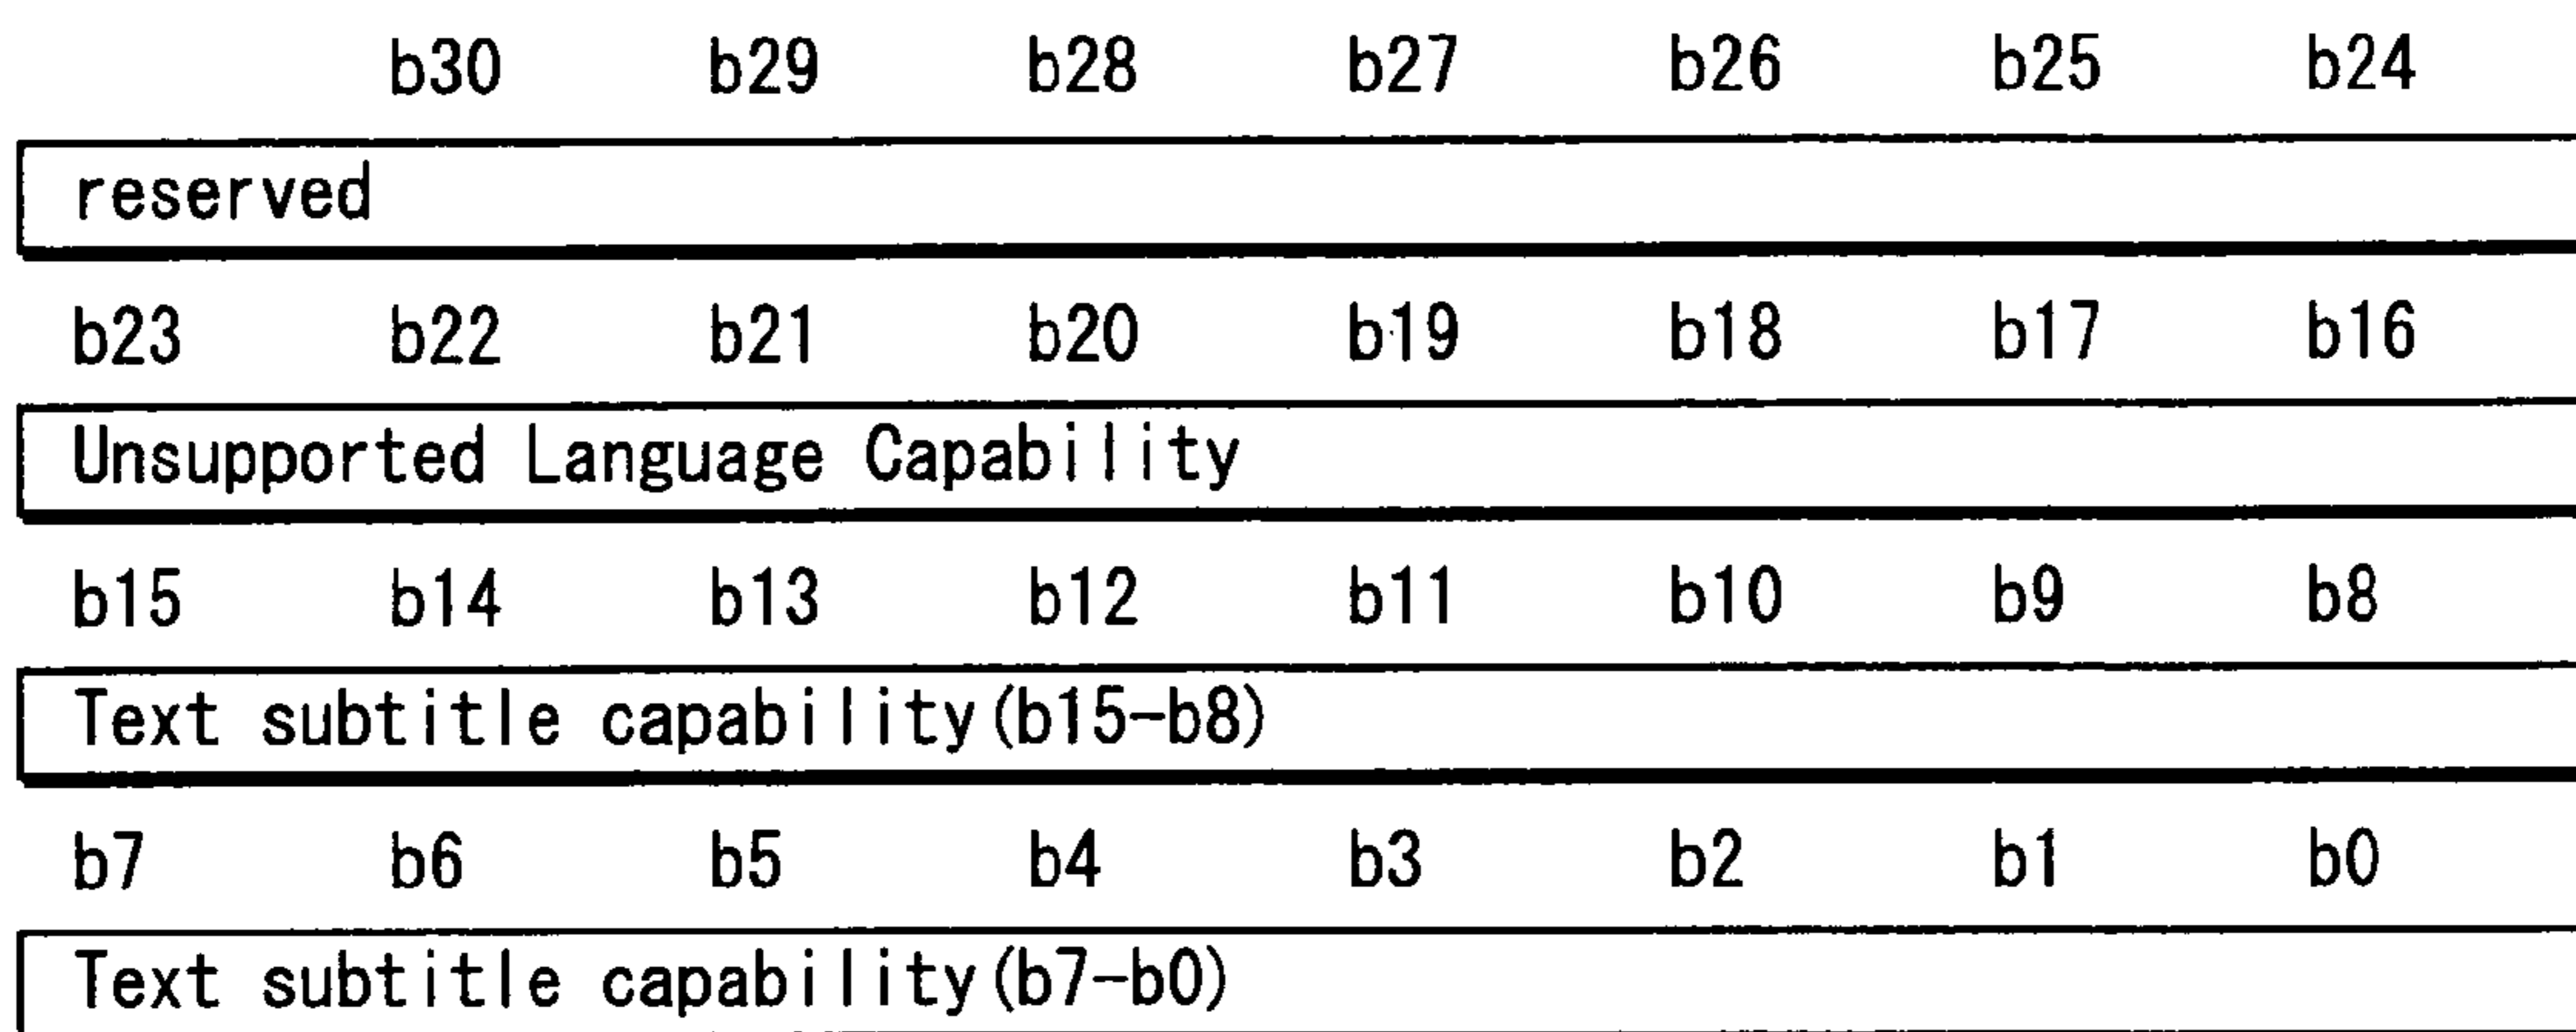 b30 b29 b28 b27 b26 b25 b24
reserved
b23 b22 b21 b20 b19 b18 b17 b16
Unsupported Language Capability
b15 b14 b13 b12 b11 b10 b9 b8
Text subtitle capability(b15-b8)
b7 b6 b5 b4 b3 b2 b1 b0
Text subtitle capability(b7-b0)